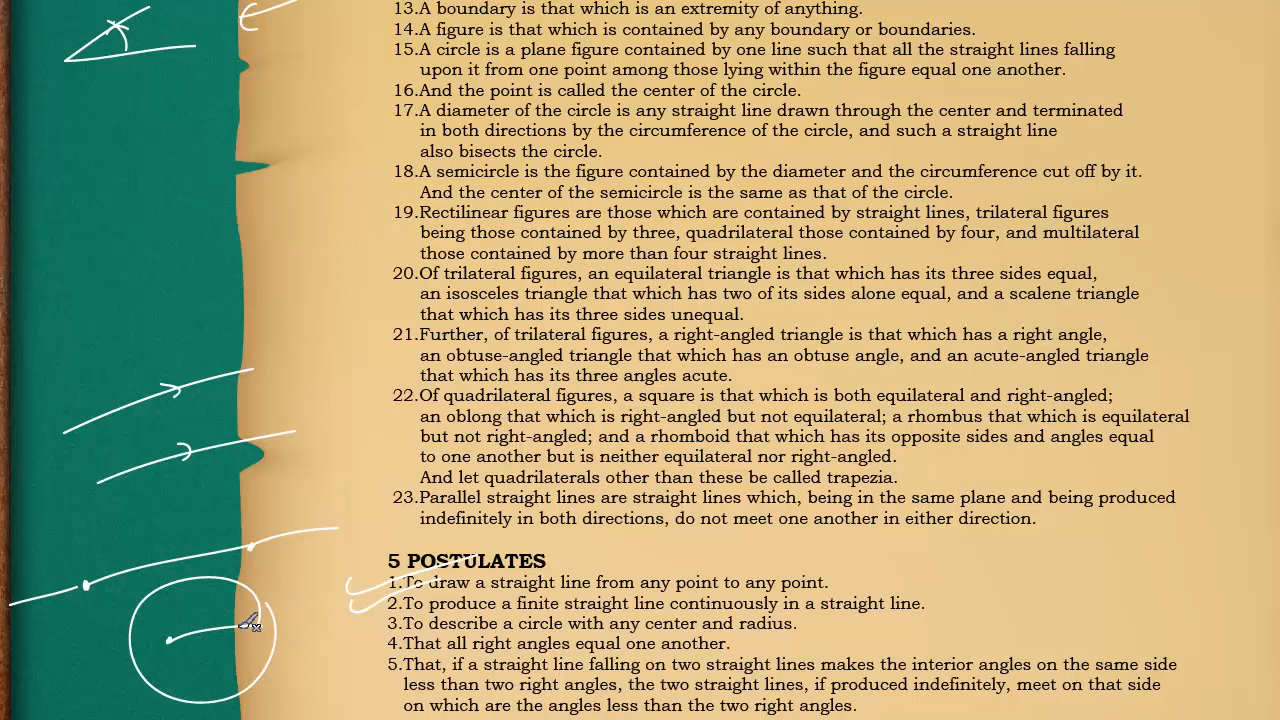 13.A boundary is that which is an extremity of anything.
14.A figure is that which is contained by any boundary or boundaries.
15.A circle is a plane figure contained by one line such that all the straight lines falling
upon it from one point among those lying within the figure equal one another.
16.And the point is called the center of the circle.
17.A diameter of the circle is any straight line drawn through the center and terminated
in both directions by the circumference of the circle, and such a straight line
also bisects the circle.
18.A semicircle is the figure contained by the diameter and the circumference cut off by it.
And the center of the semicircle is the same as that of the circle.
19.Rectilinear figures are those which are contained by straight lines, trilateral figures
being those contained by three, quadrilateral those contained by four, and multilateral
those contained by more than four straight lines.
20.Of trilateral figures, an equilateral triangle is that which has its three sides equal,
an isosceles triangle that which has two of its sides alone equal, and a scalene triangle
that which has its three sides unequal.
21.Further, of trilateral figures, a right-angled triangle is that which has a right angle,
an obtuse-angled triangle that which has an obtuse angle, and an acute-angled triangle
that which has its three angles acute.
22.Of quadrilateral figures, a square is that which is both equilateral and right-angled;
an oblong that which is right-angled but not equilateral; a rhombus that which is equilateral
but not right-angled; and a rhomboid that which has its opposite sides and angles equal
to one another but is neither equilateral nor right-angled.
And let quadrilaterals other than these be called trapezia.
23.Parallel straight lines are straight lines which, being in the same plane and being produced
indefinitely in both directions, do not meet one another in either direction.
5 POSTULATES
1.To draw a straight line from any point to any point.
2.To produce a finite straight line continuously in a straight line.
3.To describe a circle with any center and radius.
4.That all right angles equal one another.
5.That, if a straight line falling on two straight lines makes the interior angles on the same side
less than two right angles, the two straight lines, if produced indefinitely, meet on that side
on which are the angles less than the two right angles.